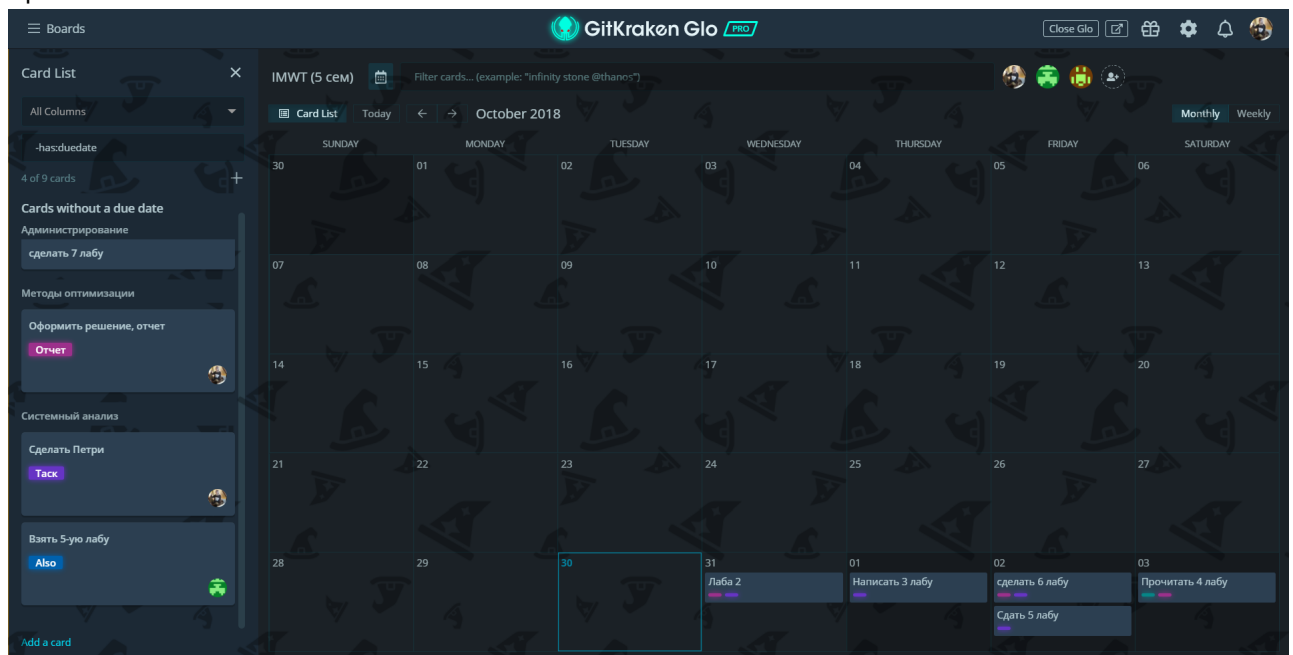 Boards
GitKraken Glo PRO
Close Glo
Card List
IMWT (5 сем)
Filter cards... (example: "infinity stone @thanos")
All Columns
Card List Today October 2018
Monthly Weekly
-has:duedate
SUNDAY MONDAY TUESDAY WEDNESDAY THURSDAY FRIDAY SATURDAY
4 of 9 cards
30 01 02 03 04 05 06
Cards without a due date
Администрирование
сделать 7 лабу
07 08 09 10 11 12 13
Методы оптимизации
Оформить решение, отчет
Отчет
14 15 16 17 18 19 20
Системный анализ
Сделать Петри
Таск
21 22 23 24 25 26 27
Взять 5-ую лабу
Also
28 29 30 31 01 02 03
Лаба 2 Написать 3 лабу сделать 6 лабу Прочитать 4 лабу
Сдать 5 лабу
Add a card